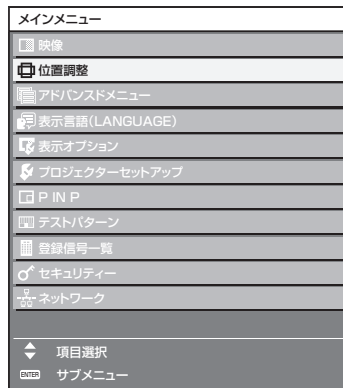 メインメニュー
映像
位置調整
アドバンスドメニュー
表示言語(LANGUAGE)
表示オプション
プロジェクターセットアップ
P IN P
テストパターン
登録信号一覧
セキュリティー
ネットワーク
項目選択
ENTER サブメニュー